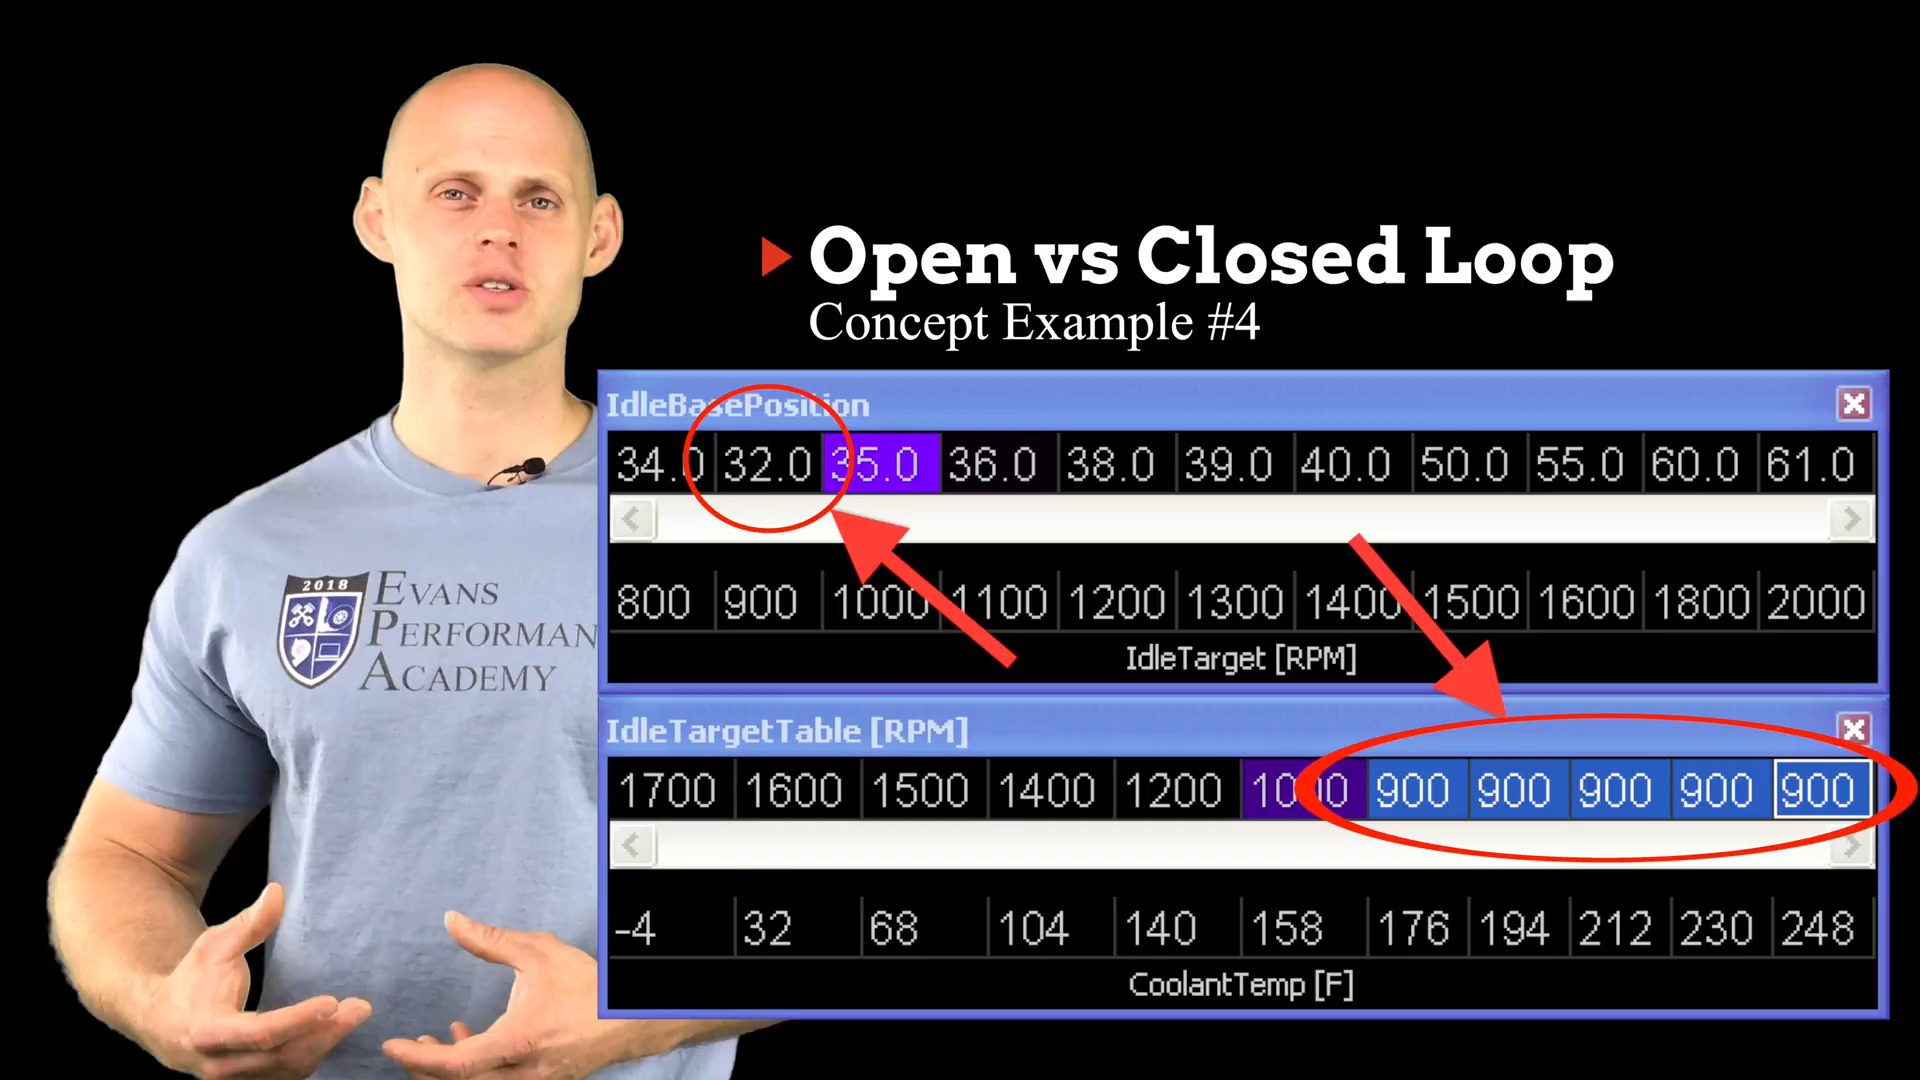 Open vs Closed Loop
Concept Example #4
IdleBasePosition
34.0 32.0 35.0 36.0 38.0 39.0 40.0 50.0 55.0 60.0 61.0
800 900 1000 1100 1200 1300 1400 1500 1600 1800 2000
IdleTarget [RPM]
IdleTargetTable [RPM]
1700 1600 1500 1400 1200 1000 900 900 900 900 900
-4 32 68 104 140 158 176 194 212 230 248
CoolantTemp [F]
2018
EVANS
PERFORMAN
ACADEMY